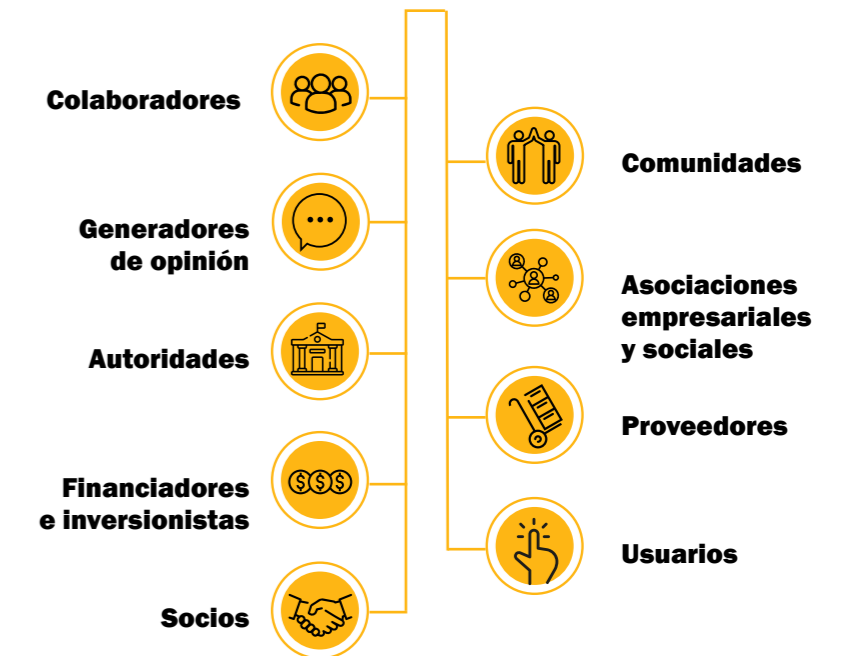 Colaboradores
Generadores
de opinión
Autoridades
Financiadores
e inversionistas
Socios
Comunidades
Asociaciones
empresariales
y sociales
Proveedores
Usuarios